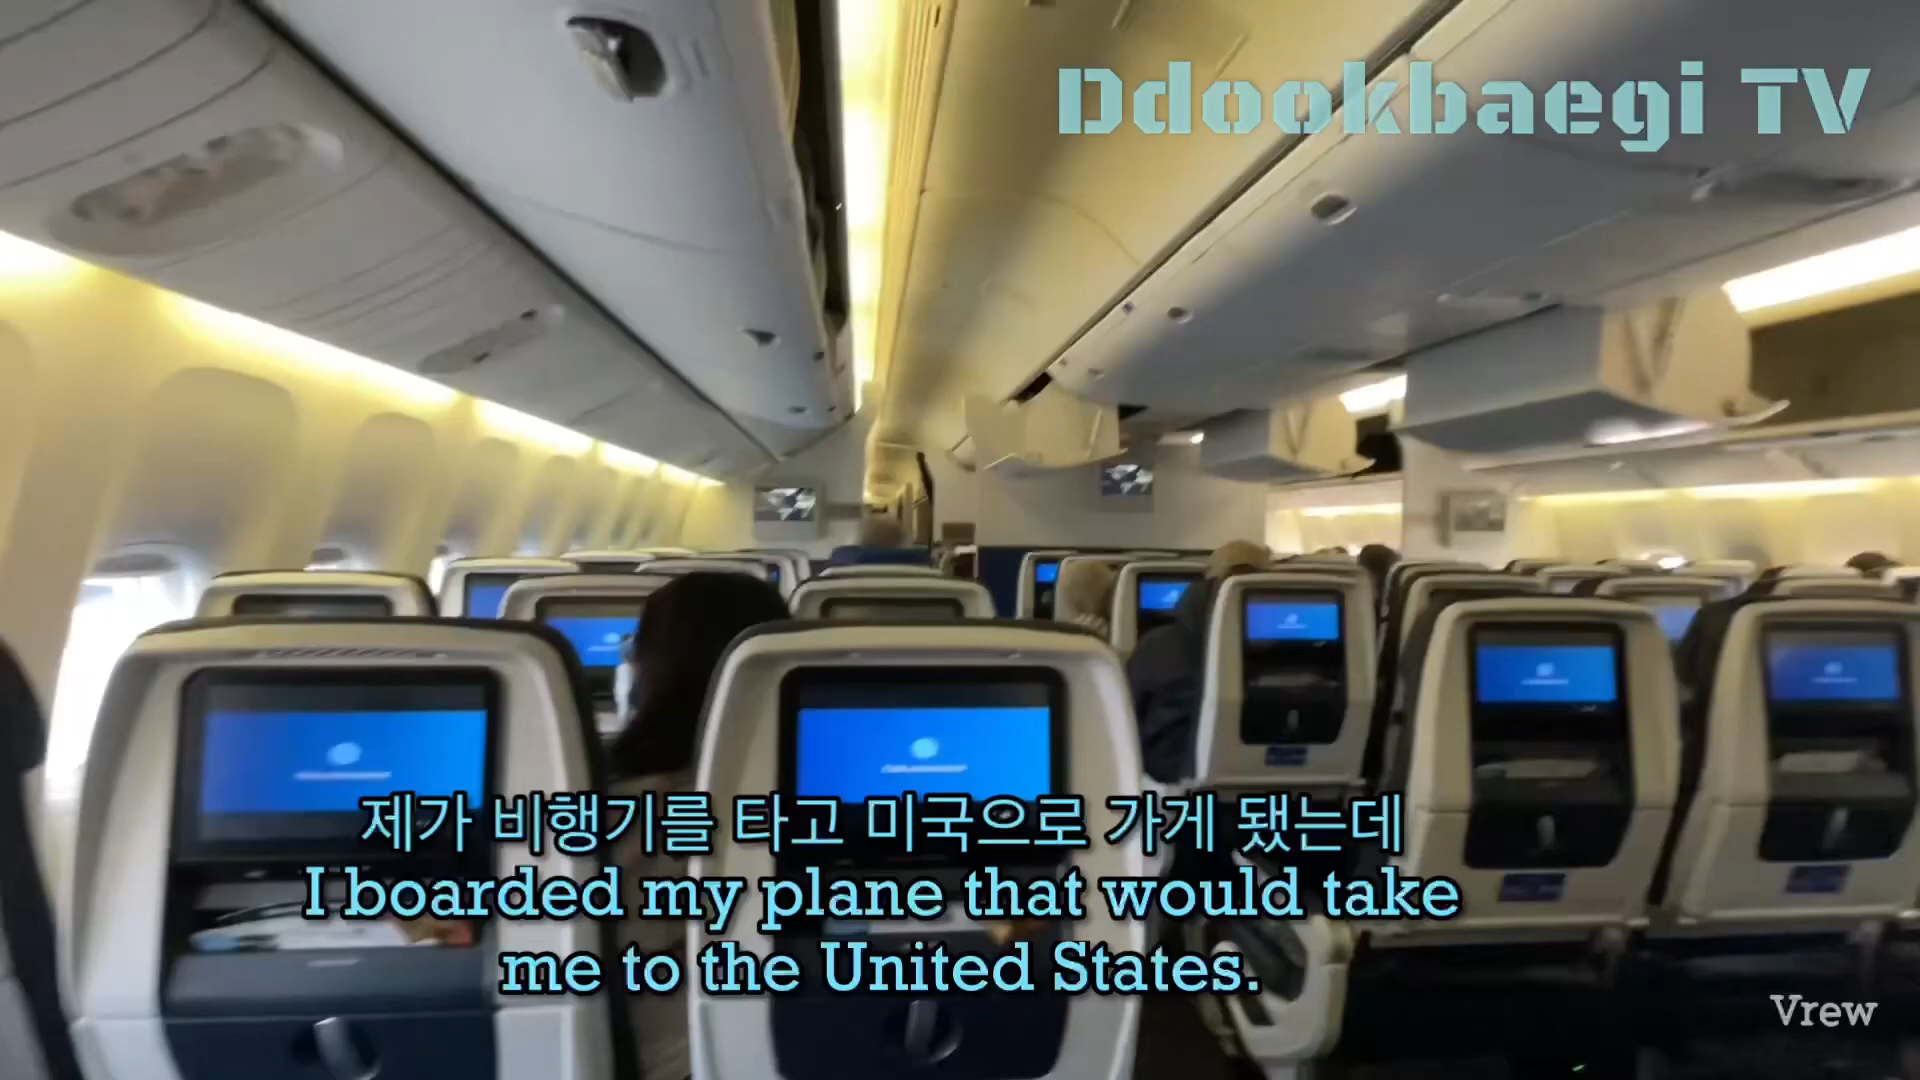 Ddookbaegi TV
제가 비행기를 타고 미국으로 가게 됐는데
I boarded my plane that would take
me to the United States.
Vrew